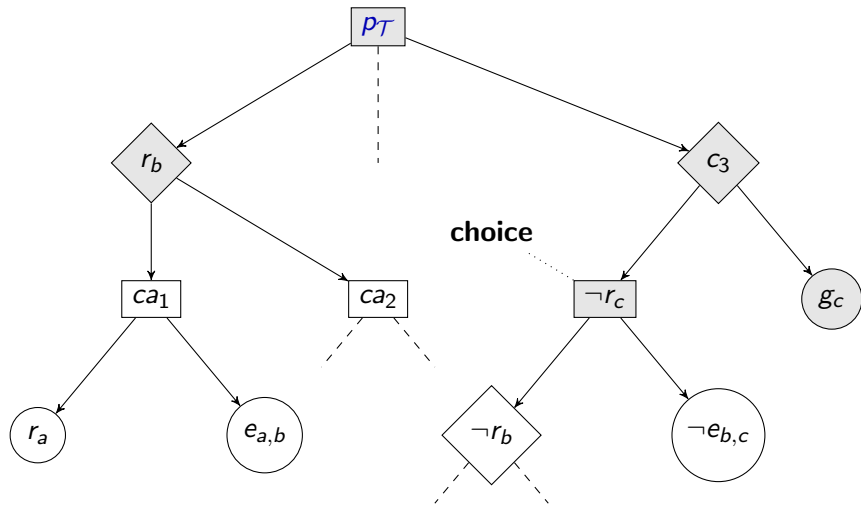 p_𝒯
r_b
c_3
choice
ca_1
ca_2
¬r_c
g_c
r_a
e_{a,b}
¬r_b
¬e_{b,c}